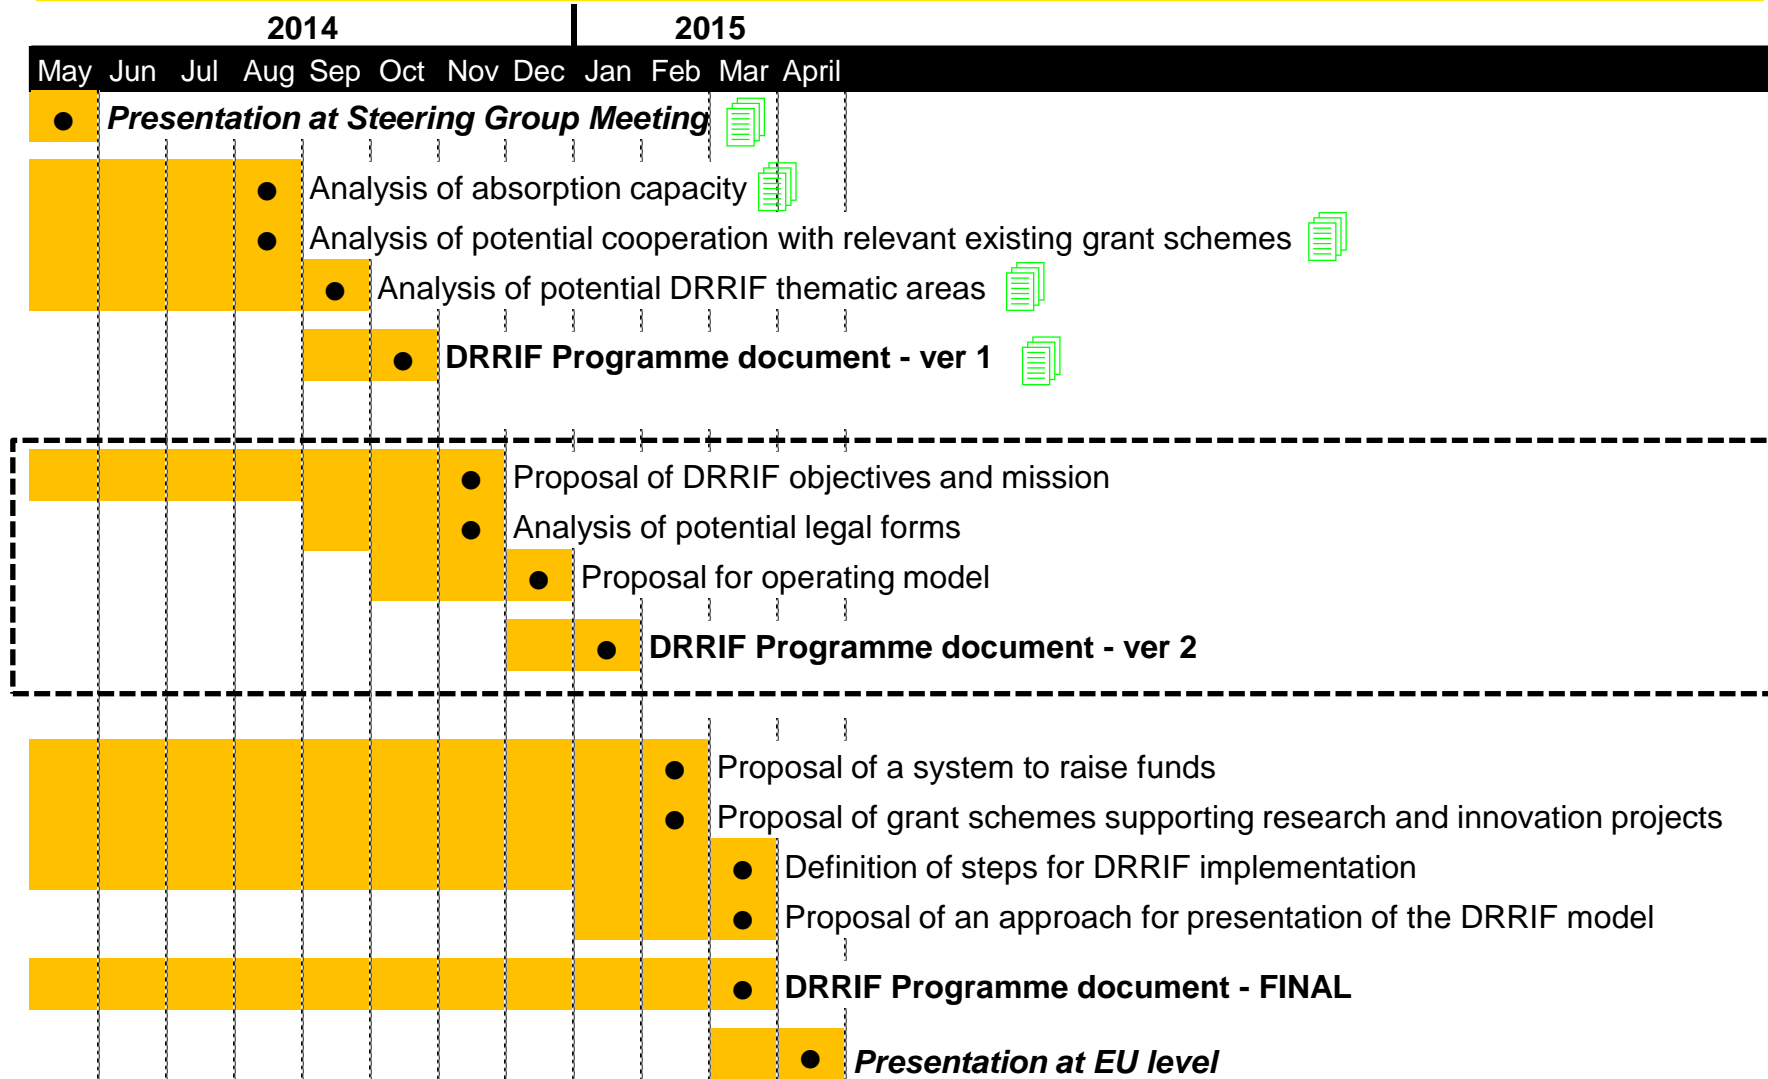 2014 2015
May Jun Jul Aug Sep Oct Nov Dec Jan Feb Mar April
Presentation at Steering Group Meeting
Analysis of absorption capacity
Analysis of potential cooperation with relevant existing grant schemes
Analysis of potential DRRIF thematic areas
DRRIF Programme document - ver 1
Proposal of DRRIF objectives and mission
Analysis of potential legal forms
Proposal for operating model
DRRIF Programme document - ver 2
Proposal of a system to raise funds
Proposal of grant schemes supporting research and innovation projects
Definition of steps for DRRIF implementation
Proposal of an approach for presentation of the DRRIF model
DRRIF Programme document - FINAL
Presentation at EU level